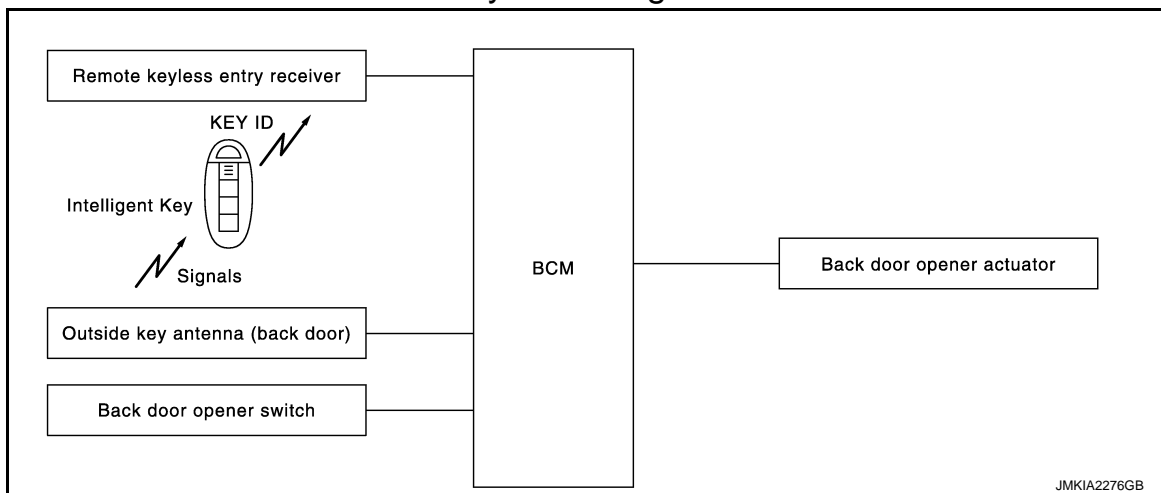 Remote keyless entry receiver
KEY ID
Intelligent Key
Signals
Outside key antenna (back door)
Back door opener switch
BCM
Back door opener actuator
JMKIA2276GB